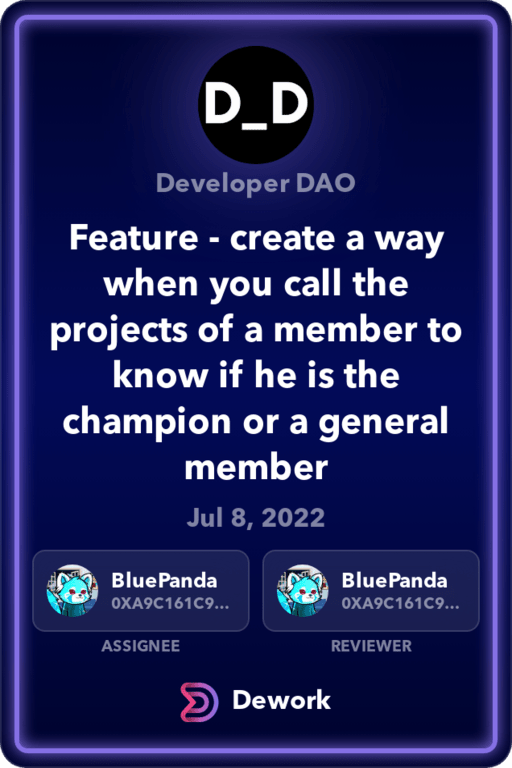 D_D
Developer DAO
Feature - create a way
when you call the
projects of a member to
know if he is the
champion or a general
member
Jul 8, 2022
BluePanda
0XA9C161C9...
ASSIGNEE
BluePanda
0XA9C161C9...
REVIEWER
Dework